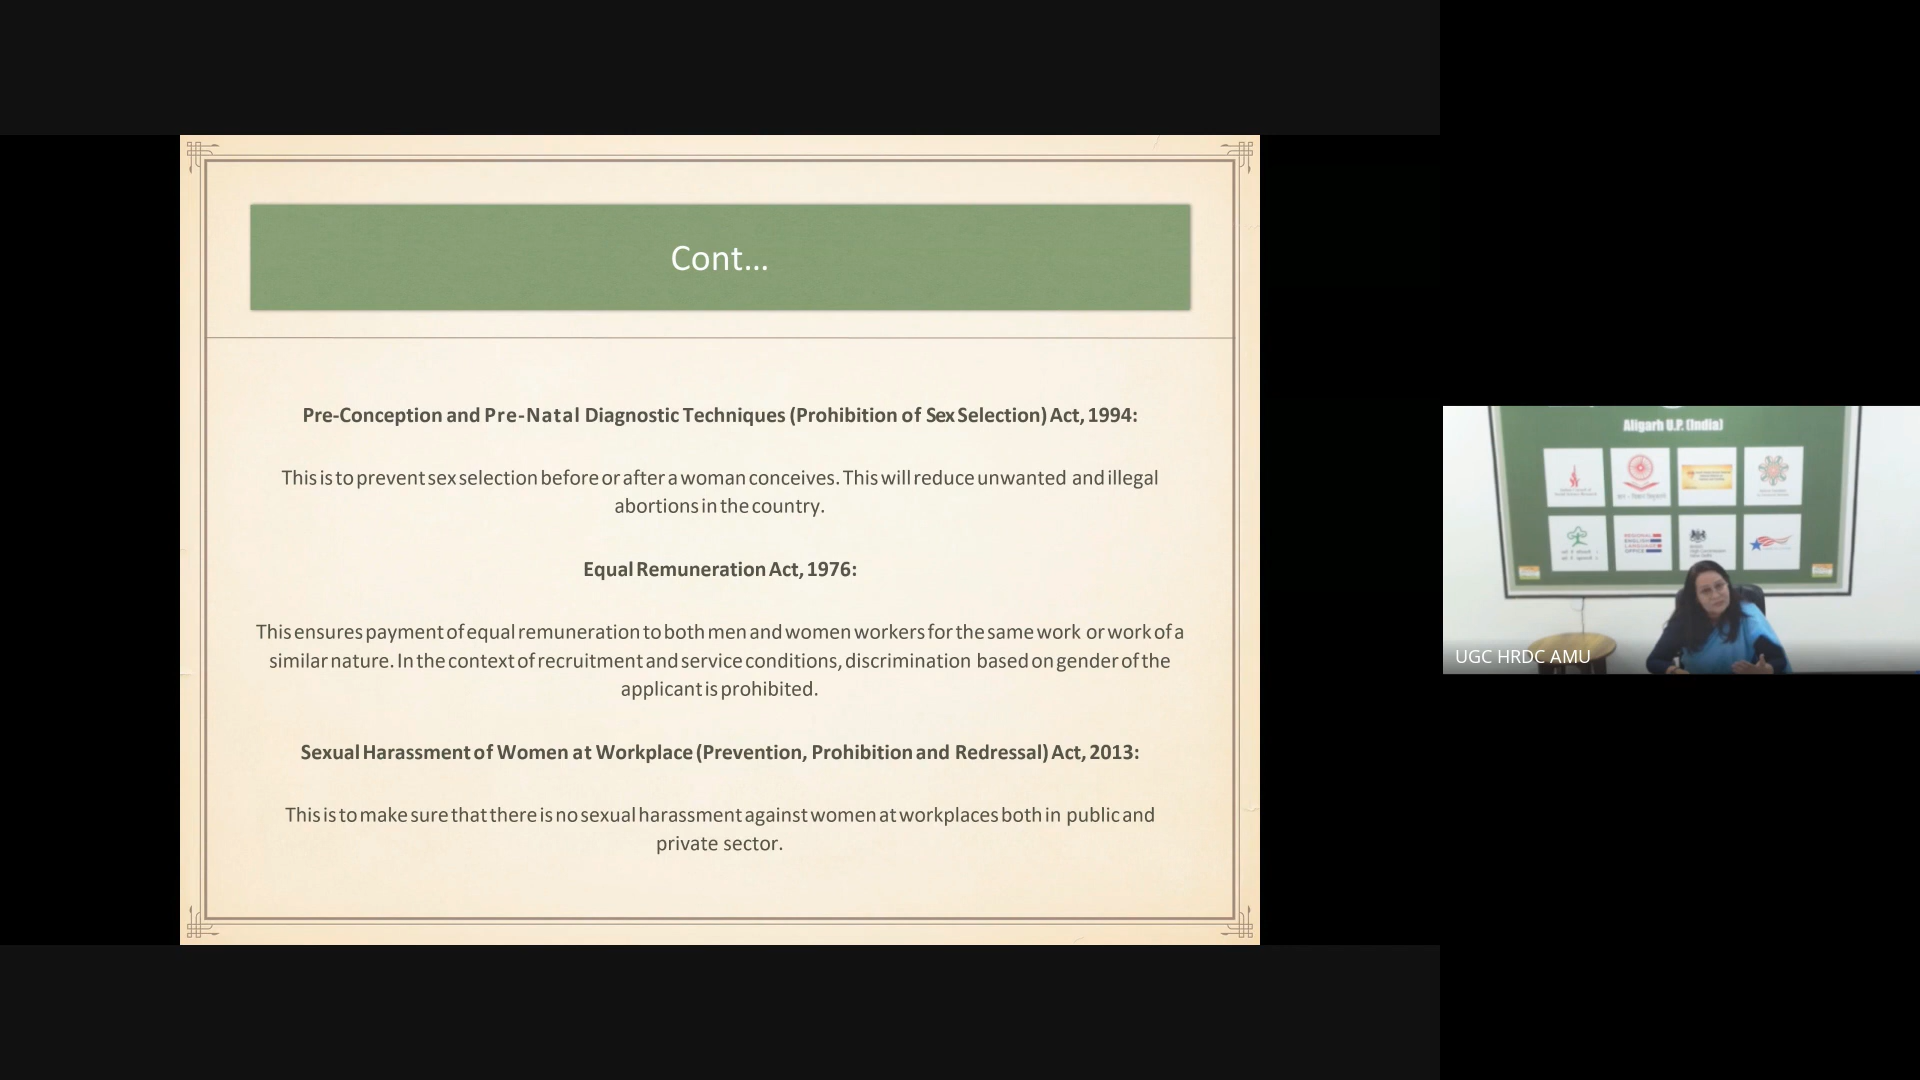 Cont...
Pre-Conception and Pre-Natal Diagnostic Techniques (Prohibition of Sex Selection) Act, 1994:
This is to prevent sex selection before or after a woman conceives. This will reduce unwanted and illegal
abortions in the country.
Equal Remuneration Act, 1976:
This ensures payment of equal remuneration to both men and women workers for the same work or work of a
similar nature. In the context of recruitment and service conditions, discrimination based on gender of the
applicant is prohibited.
Sexual Harassment of Women at Workplace (Prevention, Prohibition and Redressal) Act, 2013:
This is to make sure that there is no sexual harassment against women at workplaces both in public and
private sector.
Aligarh U.P. (India)
REGIONAL
ENGLISH
LANGUAGE
OFFICE
UGC HRDC AMU